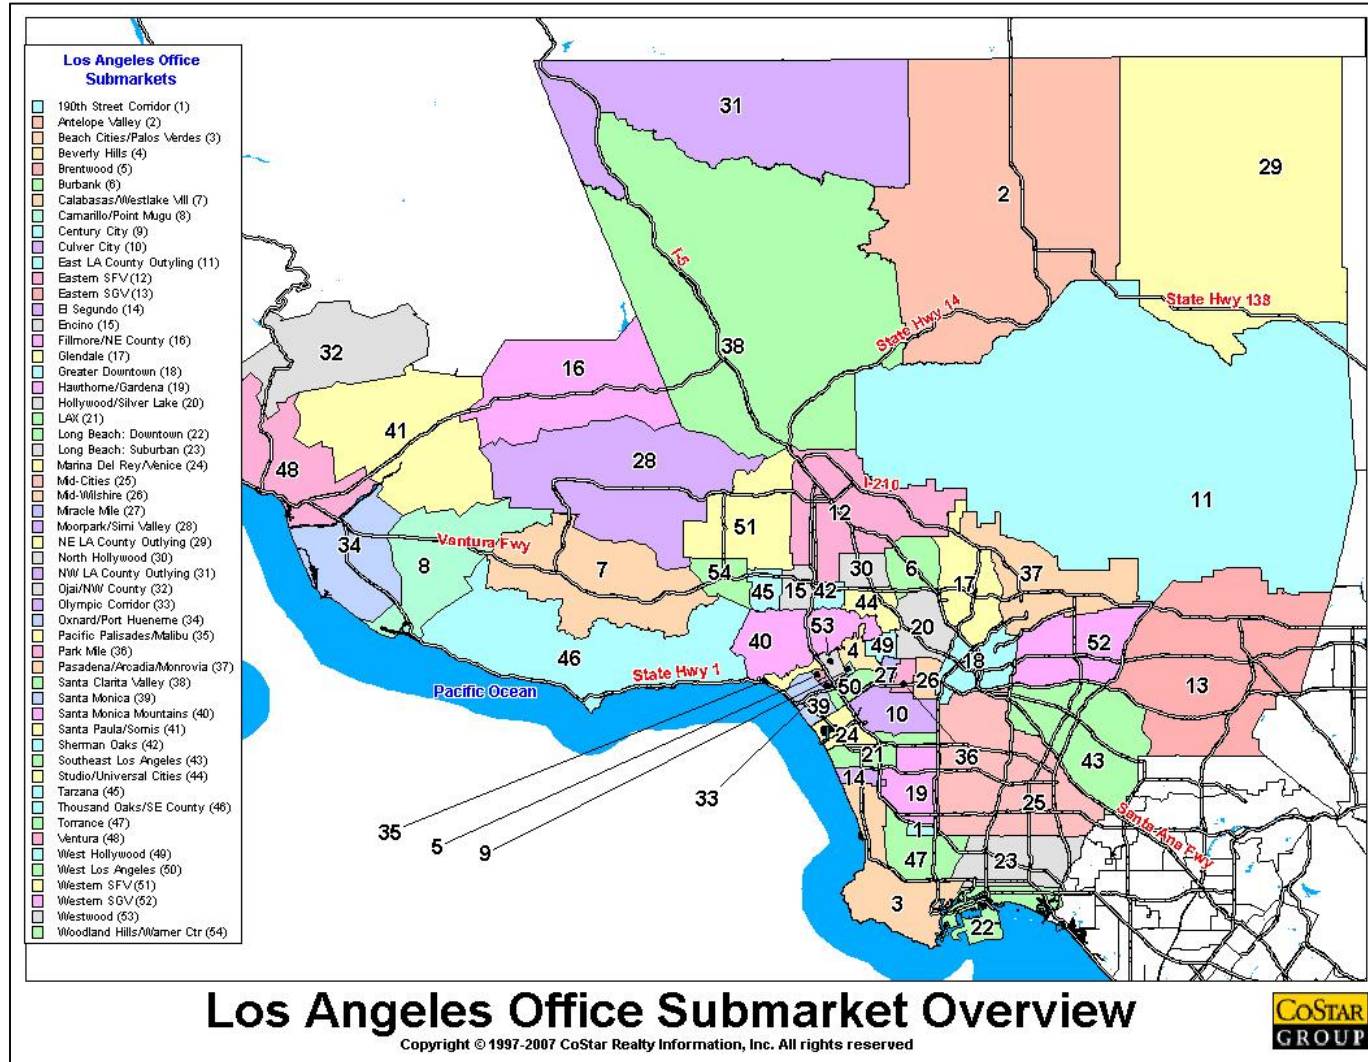 Los Angeles Office
Submarkets
190th Street Corridor (1)
Antelope Valley (2)
Beach Cities/Palos Verdes (3)
Beverly Hills (4)
Brentwood (5)
Burbank (6)
Calabasas/Westlake Vill (7)
Camarillo/Point Mugu (8)
Century City (9)
Culver City (10)
East LA County Outyling (11)
Eastern SFV (12)
Eastern SGV (13)
El Segundo (14)
Encino (15)
Fillmore/NE County (16)
Glendale (17)
Greater Downtown (18)
Hawthorne/Gardena (19)
Hollywood/Silver Lake (20)
LAX (21)
Long Beach: Downtown (22)
Long Beach: Suburban (23)
Marina Del Rey/Venice (24)
Mid-Cities (25)
Mid-Wilshire (26)
Miracle Mile (27)
Moorpark/Simi Valley (28)
NE LA County Outlying (29)
North Hollywood (30)
NW LA County Outlying (31)
Ojai/NW County (32)
Olympic Corridor (33)
Oxnard/Port Hueneme (34)
Pacific Palisades/Malibu (35)
Park Mile (36)
Pasadena/Arcadia/Monrovia (37)
Santa Clarita Valley (38)
Santa Monica (39)
Santa Monica Mountains (40)
Santa Paula/Somis (41)
Sherman Oaks (42)
Southeast Los Angeles (43)
Studio/Universal Cities (44)
Tarzana (45)
Thousand Oaks/SE County (46)
Torrance (47)
Ventura (48)
West Hollywood (49)
West Los Angeles (50)
Western SFV (51)
Western SGV (52)
Westwood (53)
Woodland Hills/Warner Ctr (54)
31
29
2
I-5
State Hwy 138
State Hwy 14
38
32
16
41
28
48
I-210
11
12
51
34
Ventura Fwy
8
7
54
45
15
42
30
6
17
37
44
20
53
40
4
49
18
52
46
State Hwy 1
Pacific Ocean
50
27
26
13
39
10
24
21
36
43
14
19
33
25
35
5
9
1
Santa Ana Fwy
47
23
3
22
Los Angeles Office Submarket Overview
Copyright © 1997-2007 CoStar Realty Information, Inc. All rights reserved
COSTAR
GROUP